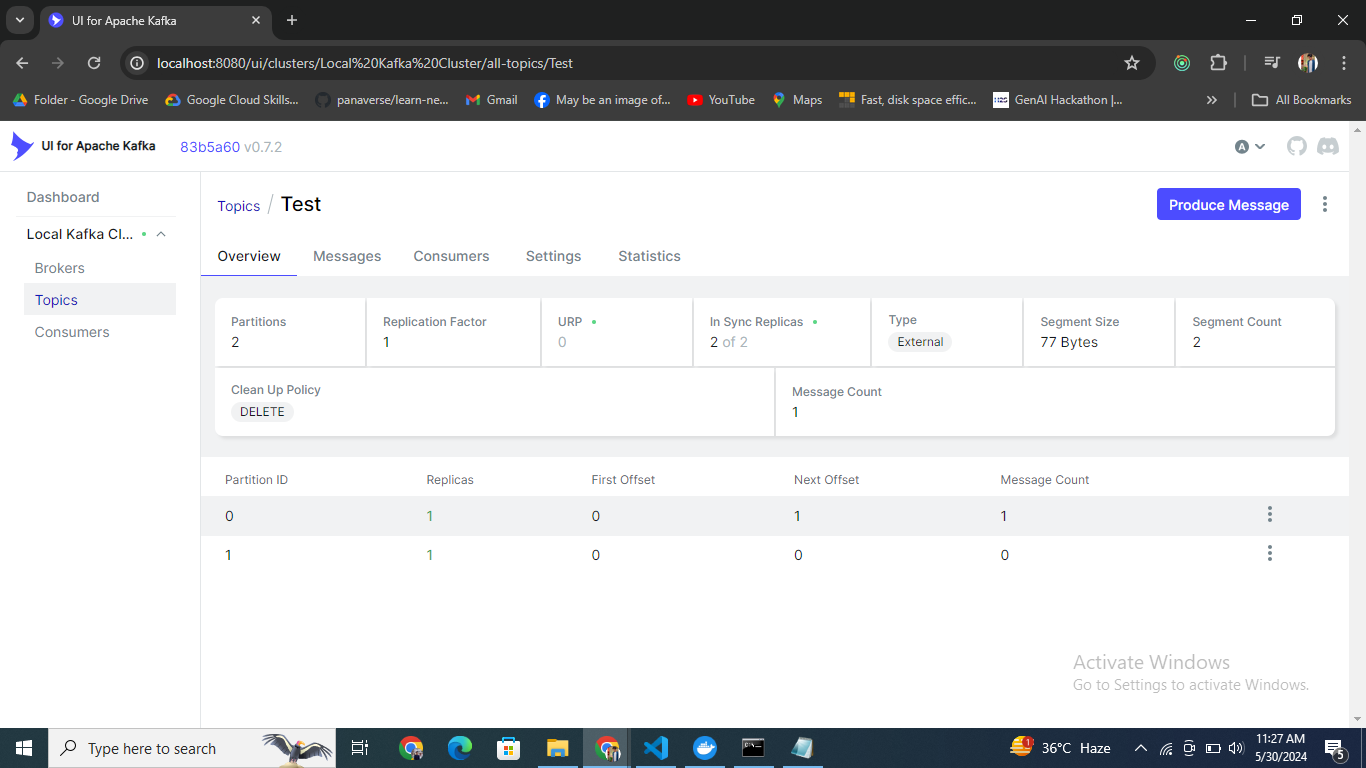 UI for Apache Kafka
localhost:8080/ui/clusters/Local%20Kafka%20Cluster/all-topics/Test
Folder - Google Drive Google Cloud Skills... panaverse/learn-ne... Gmail May be an image of... YouTube Maps Fast, disk space effic... GenAI Hackathon |... All Bookmarks
UI for Apache Kafka 83b5a60 v0.7.2 A
Dashboard
Local Kafka Cl...
Brokers
Topics
Consumers
Topics / Test Produce Message
Overview Messages Consumers Settings Statistics
Partitions Replication Factor URP In Sync Replicas Type Segment Size Segment Count
2 1 0 2 of 2 External 77 Bytes 2
Clean Up Policy Message Count
DELETE 1
Partition ID Replicas First Offset Next Offset Message Count
0 1 0 1 1
1 1 0 0 0
Activate Windows
Go to Settings to activate Windows.
Type here to search 1 36°C Haze 11:27 AM
5/30/2024 5